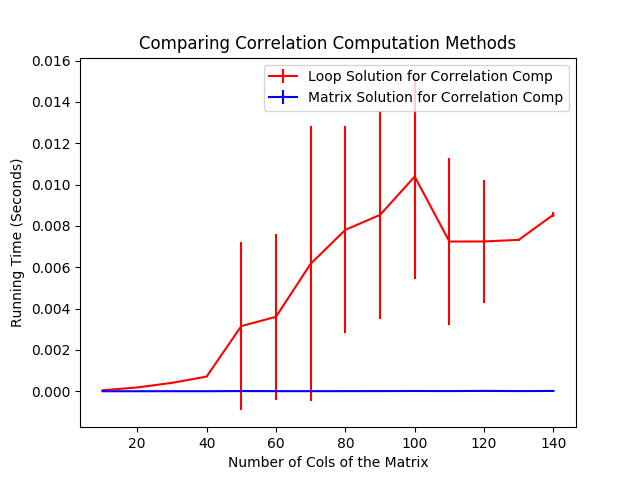 Comparing Correlation Computation Methods
Loop Solution for Correlation Comp
Matrix Solution for Correlation Comp
Running Time (Seconds)
0.016
0.014
0.012
0.010
0.008
0.006
0.004
0.002
0.000
20 40 60 80 100 120 140
Number of Cols of the Matrix